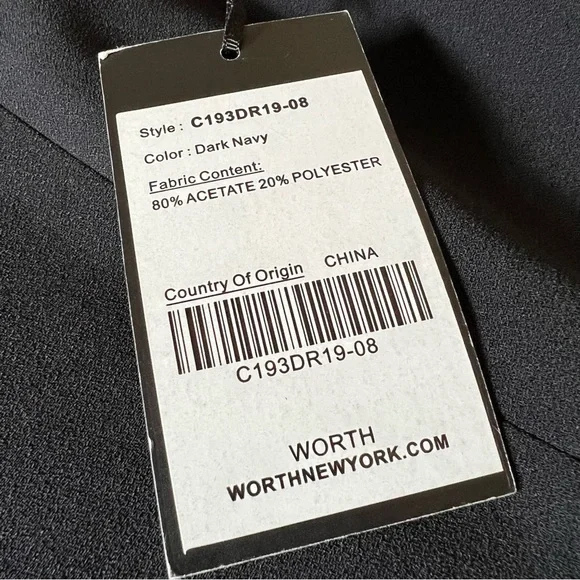 Style : C193DR19-08
Color : Dark Navy
Fabric Content:
80% ACETATE 20% POLYESTER
Country Of Origin CHINA
C193DR19-08
WORTH
WORTHNEWYORK.COM